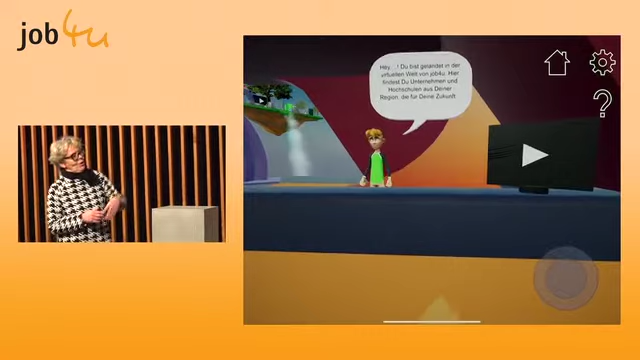 job4u
Hey, ...! Du bist gelandet in der
virtuellen Welt von job4u. Hier
findest Du Unternehmen und
Hochschulen aus Deiner
Region, die für Deine Zukunft
?